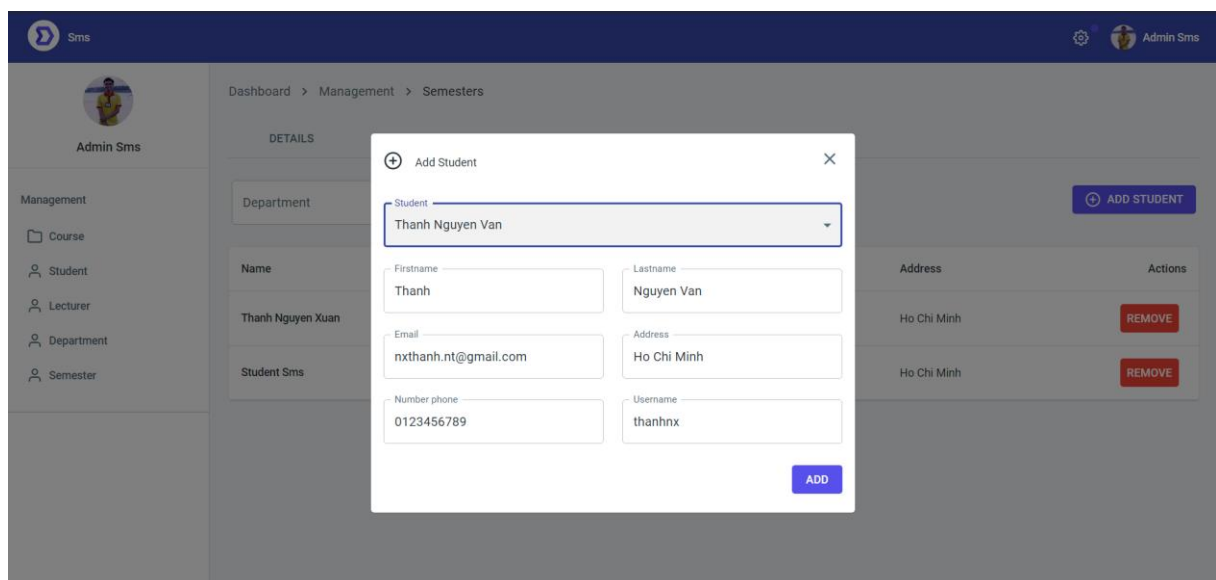 Sms
Admin Sms
Admin Sms
Management
Course
Student
Lecturer
Department
Semester
Dashboard > Management > Semesters
DETAILS
Department
ADD STUDENT
Name Address Actions
Thanh Nguyen Xuan Ho Chi Minh REMOVE
Student Sms Ho Chi Minh REMOVE
Add Student
Student
Thanh Nguyen Van
Firstname Lastname
Thanh Nguyen Van
Email Address
nxthanh.nt@gmail.com Ho Chi Minh
Number phone Username
0123456789 thanhnx
ADD